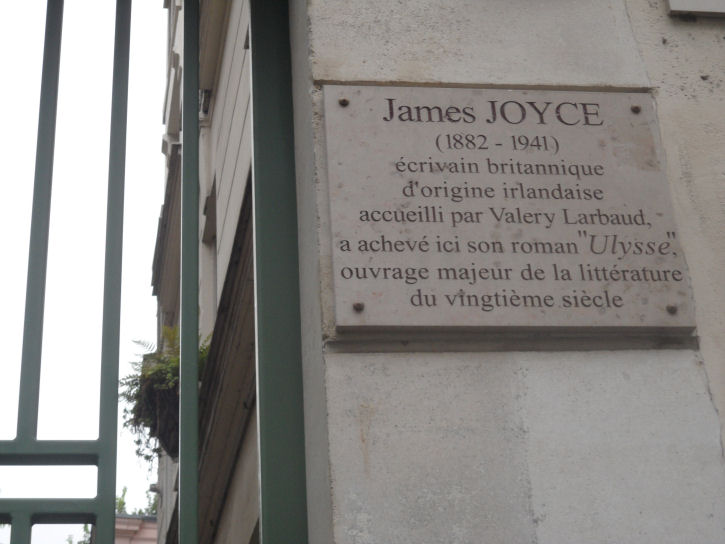 James JOYCE
(1882 - 1941)
écrivain britannique
d'origine irlandaise
accueilli par Valery Larbaud,
a achevé ici son roman "Ulysse",
ouvrage majeur de la littérature
du vingtième siècle